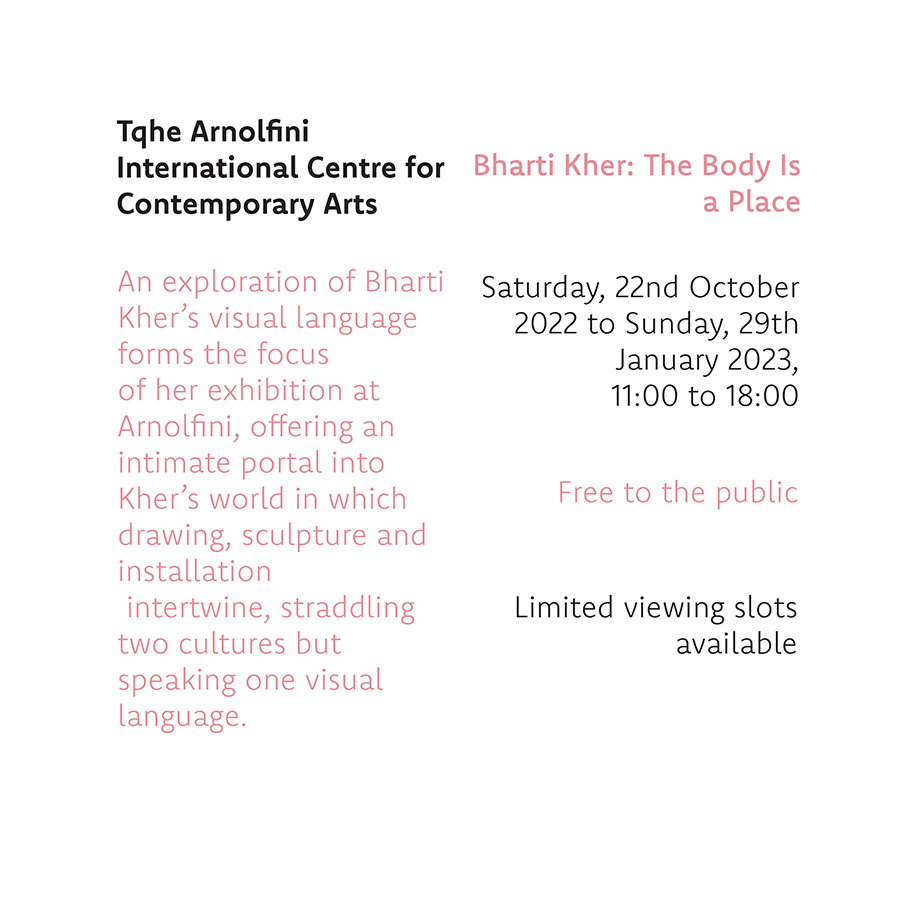 Tqhe Arnolfini
International Centre for
Contemporary Arts
An exploration of Bharti
Kher’s visual language
forms the focus
of her exhibition at
Arnolfini, offering an
intimate portal into
Kher’s world in which
drawing, sculpture and
installation
intertwine, straddling
two cultures but
speaking one visual
language.
Bharti Kher: The Body Is
a Place
Saturday, 22nd October
2022 to Sunday, 29th
January 2023,
11:00 to 18:00
Free to the public
Limited viewing slots
available